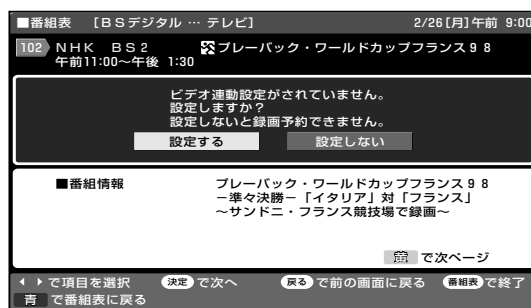 ■番組表　[BSデジタル … テレビ]　2/26[月]午前 9:00
102 NHK　BS2　プレーバック・ワールドカップフランス98
午前11:00～午後 1:30
ビデオ連動設定がされていません。
設定しますか？
設定しないと録画予約できません。
設定する　設定しない
■番組情報　プレーバック・ワールドカップフランス98
－準々決勝－「イタリア」対「フランス」
～サンドニ・フランス競技場で録画～
で次ページ
で項目を選択　決定 で次へ　戻る で前の画面に戻る　番組表 で終了
青 で番組表に戻る